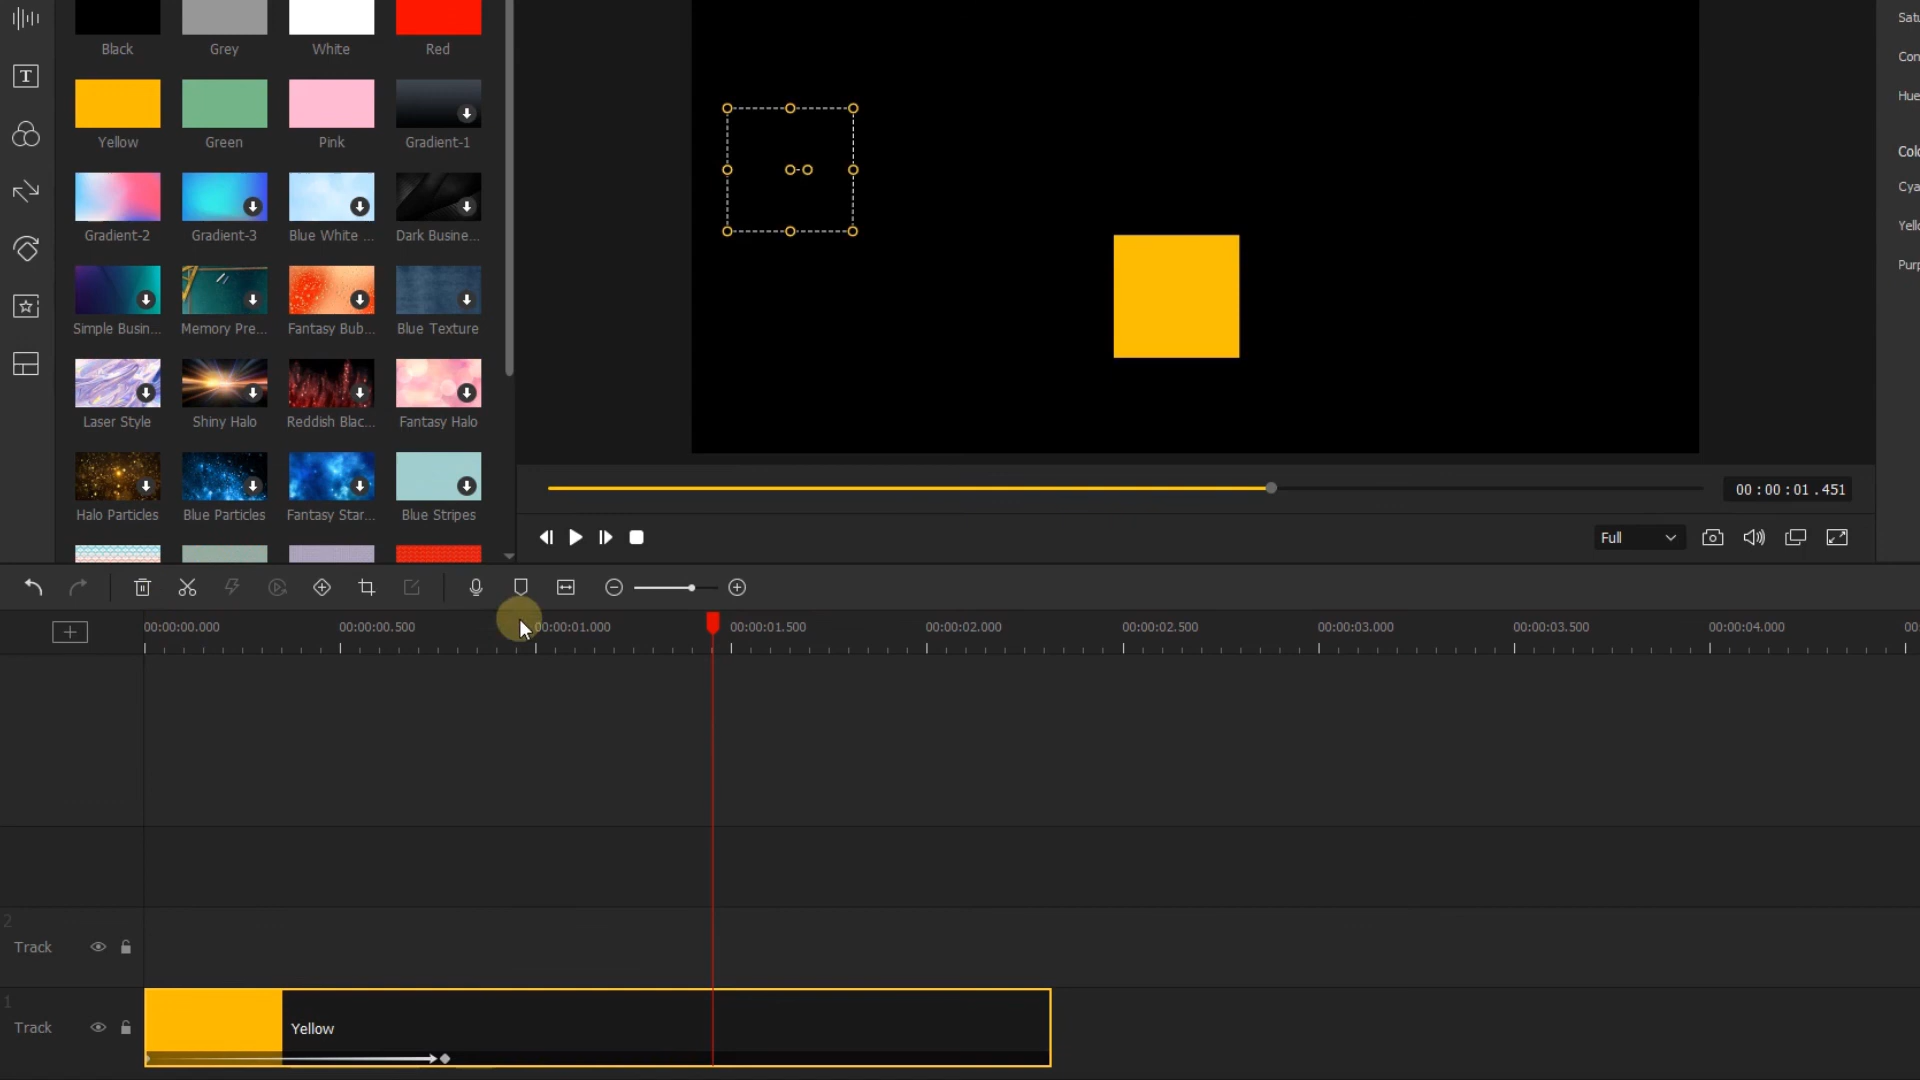 Black Grey White Red
Yellow Green Pink Gradient-1
Gradient-2 Gradient-3 Blue White ... Dark Busine...
Simple Busin... Memory Pre... Fantasy Bub... Blue Texture
Laser Style Shiny Halo Reddish Blac... Fantasy Halo
Halo Particles Blue Particles Fantasy Star... Blue Stripes
Satu
Con
Hue
Colo
Cya
Yello
Purp
00 : 00 : 01 . 451
Full
00:00:00.000 00:00:00.500 00:00:01.000 00:00:01.500 00:00:02.000 00:00:02.500 00:00:03.000 00:00:03.500 00:00:04.000 00:
2
Track
1
Track
Yellow